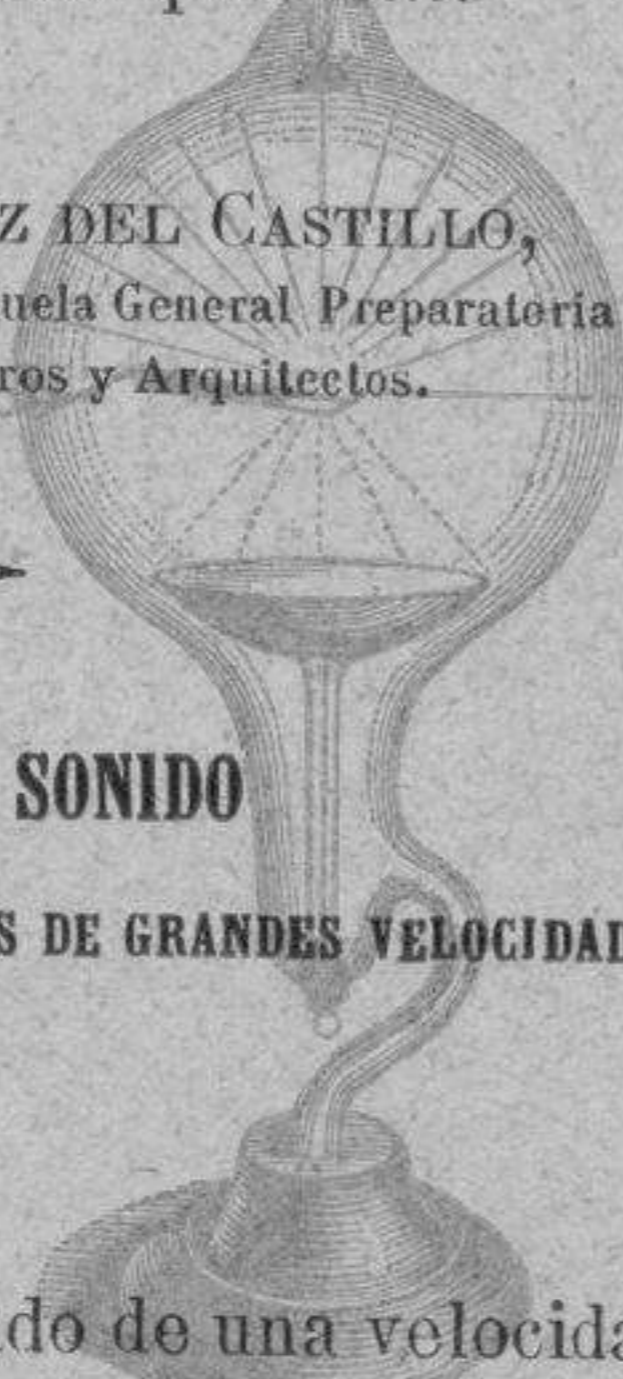 Z DEL CASTILLO,
uela General Preparatoria
ros y Arquitectos.
SONIDO
S DE GRANDES VELOCIDAD
do de una velocida